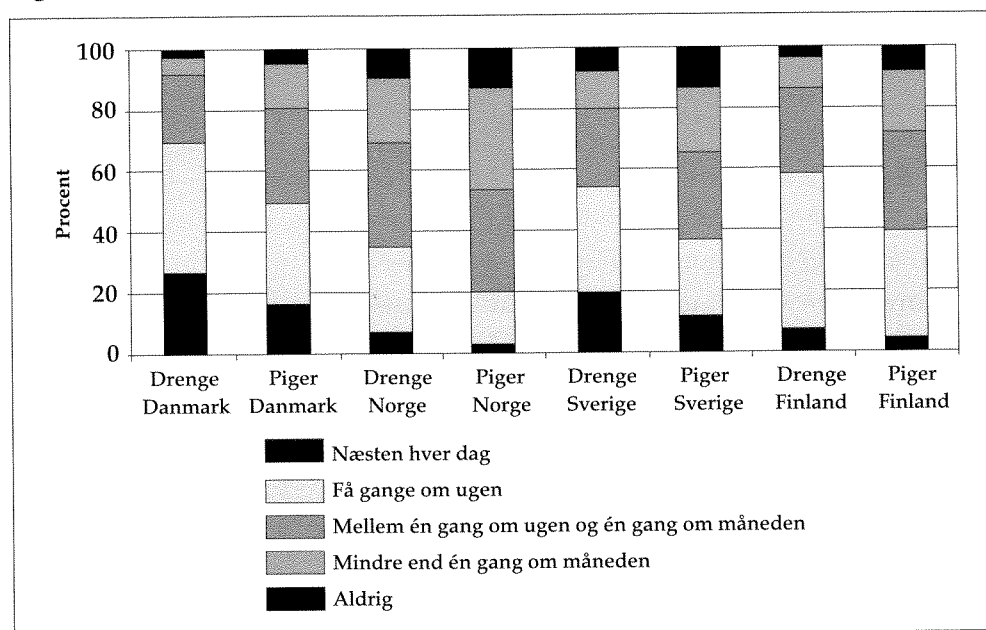 100
80
60
40
20
0
Procent
Drenge Piger Drenge Piger Drenge Piger Drenge Piger
Danmark Danmark Norge Norge Sverige Sverige Finland Finland
Næsten hver dag
Få gange om ugen
Mellem én gang om ugen og én gang om måneden
Mindre end én gang om måneden
Aldrig